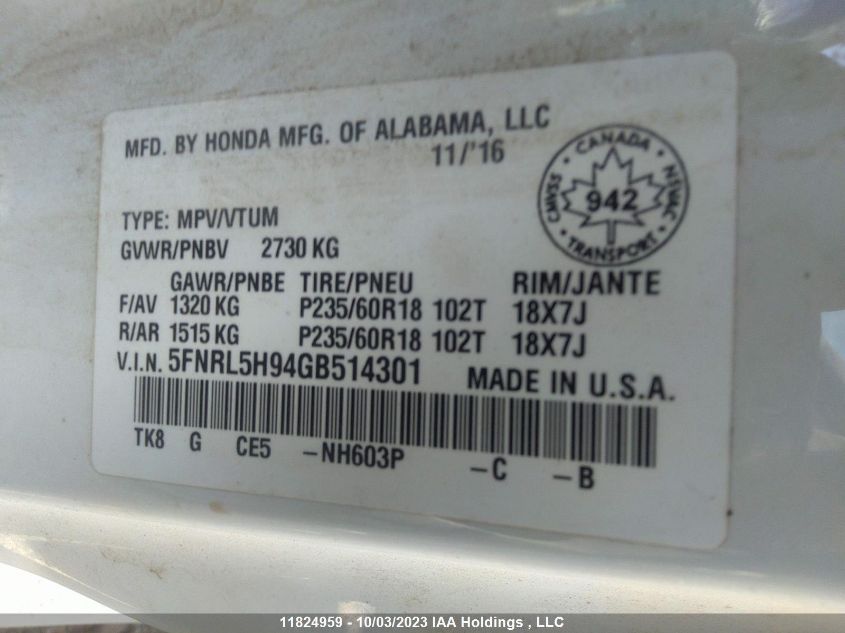 MFD. BY HONDA MFG. OF ALABAMA, LLC
11/'16
CANADA
CMVSS
942
NSVAC
TRANSPORT
TYPE: MPV/VTUM
GVWR/PNBV 2730 KG
GAWR/PNBE TIRE/PNEU RIM/JANTE
F/AV 1320 KG P235/60R18 102T 18X7J
R/AR 1515 KG P235/60R18 102T 18X7J
V.I.N. 5FNRL5H94GB514301 MADE IN U.S.A.
TK8 G CE5 -NH603P -C -B
11824959 - 10/03/2023 IAA Holdings , LLC